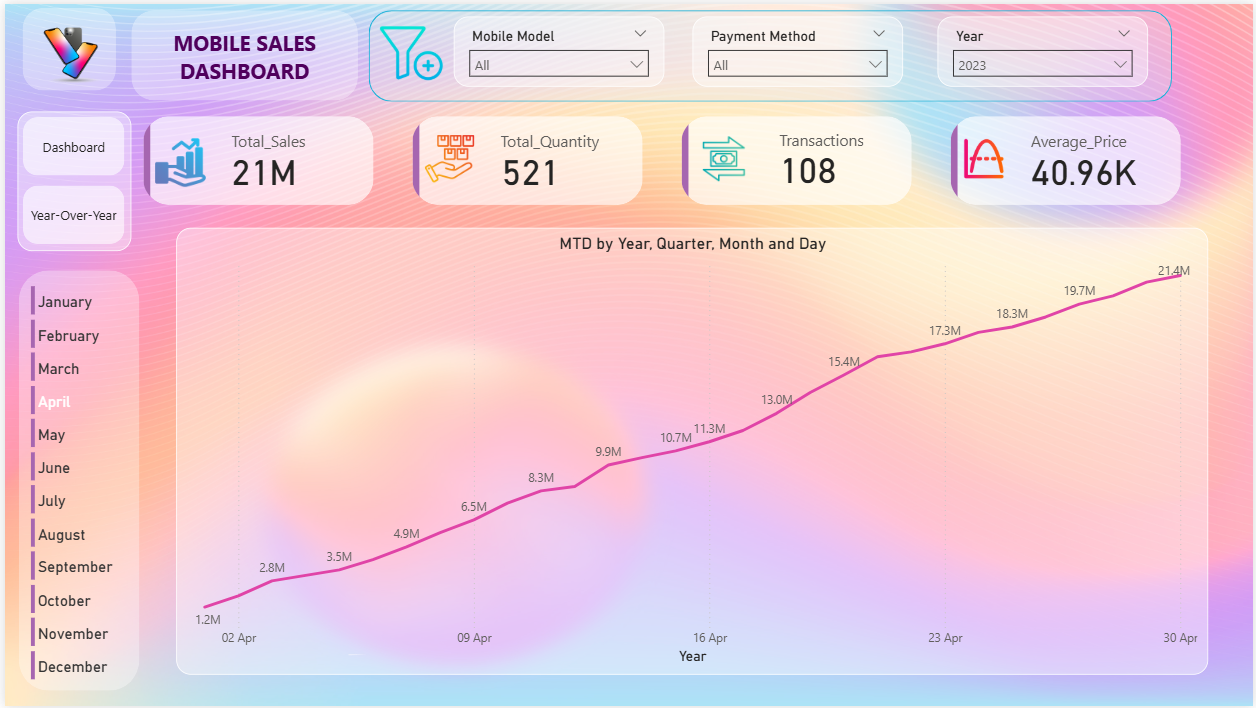 MOBILE SALES
DASHBOARD
Mobile Model
All
Payment Method
All
Year
2023
Dashboard
Year-Over-Year
Total_Sales
21M
Total_Quantity
521
Transactions
108
Average_Price
40.96K
January
February
March
April
May
June
July
August
September
October
November
December
MTD by Year, Quarter, Month and Day
1.2M
2.8M
3.5M
4.9M
6.5M
8.3M
9.9M
10.7M
11.3M
13.0M
15.4M
17.3M
18.3M
19.7M
21.4M
02 Apr
09 Apr
16 Apr
23 Apr
30 Apr
Year